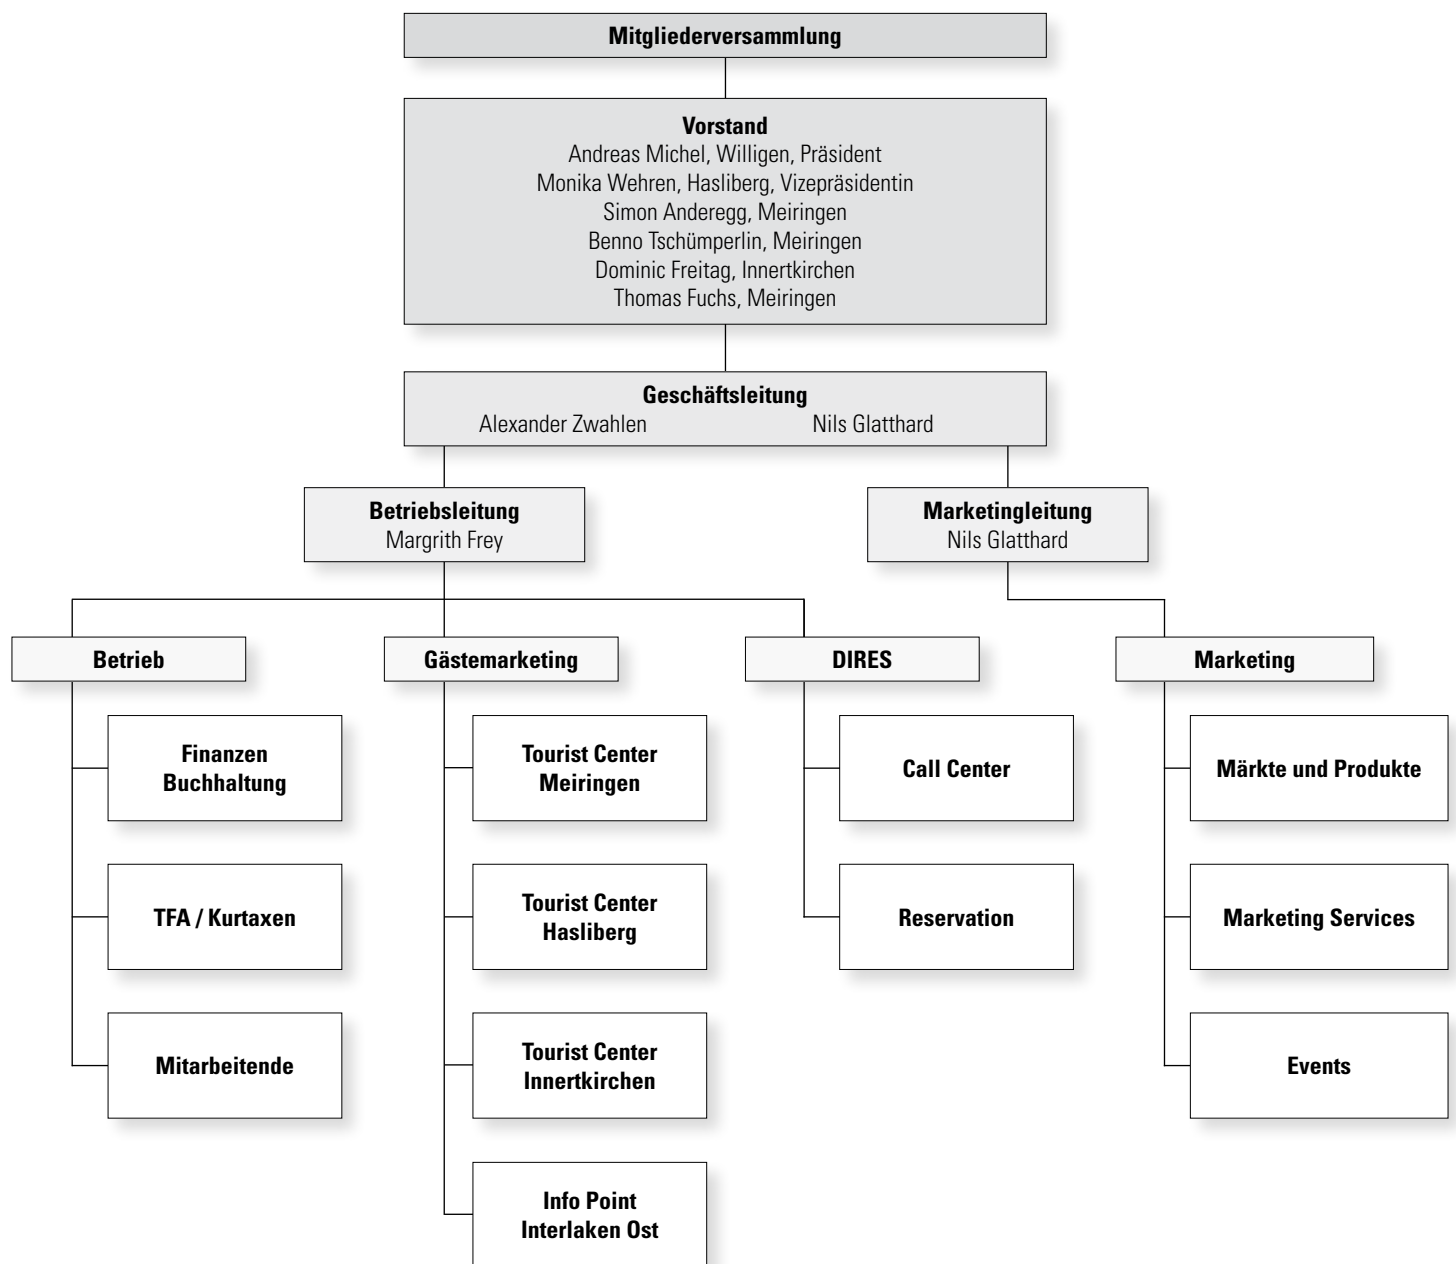 Mitgliederversammlung
Vorstand
Andreas Michel, Willigen, Präsident
Monika Wehren, Hasliberg, Vizepräsidentin
Simon Anderegg, Meiringen
Benno Tschümperlin, Meiringen
Dominic Freitag, Innertkirchen
Thomas Fuchs, Meiringen
Geschäftsleitung
Alexander Zwahlen Nils Glatthard
Betriebsleitung
Margrith Frey
Marketingleitung
Nils Glatthard
Betrieb
Finanzen
Buchhaltung
TFA / Kurtaxen
Mitarbeitende
Gästemarketing
Tourist Center
Meiringen
Tourist Center
Hasliberg
Tourist Center
Innertkirchen
Info Point
Interlaken Ost
DIRES
Call Center
Reservation
Marketing
Märkte und Produkte
Marketing Services
Events